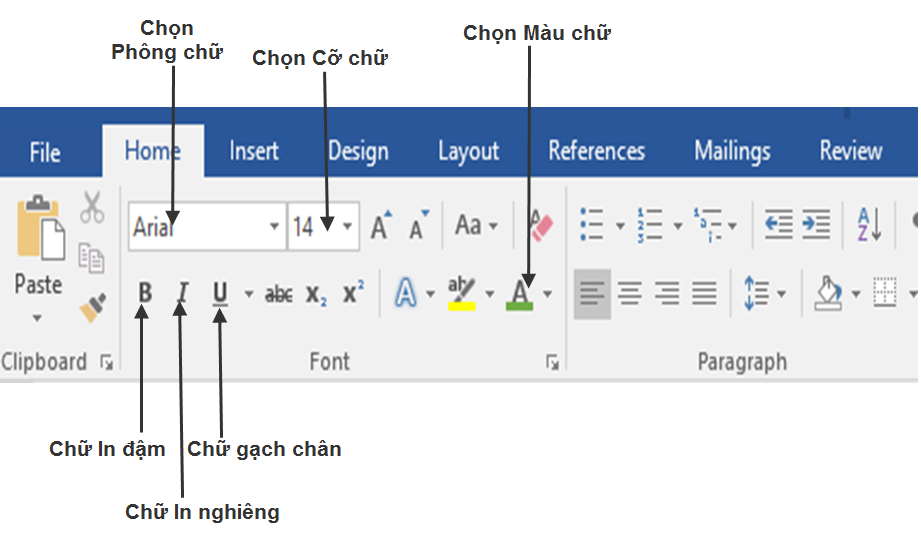 Chọn
Phông chữ
Chọn Cỡ chữ
Chọn Màu chữ
File Home Insert Design Layout References Mailings Review
Arial 14 A A Aa A
Paste
B I U abc X₂ X² A ab A
Clipboard Font Paragraph
Chữ In đậm
Chữ gạch chân
Chữ In nghiêng